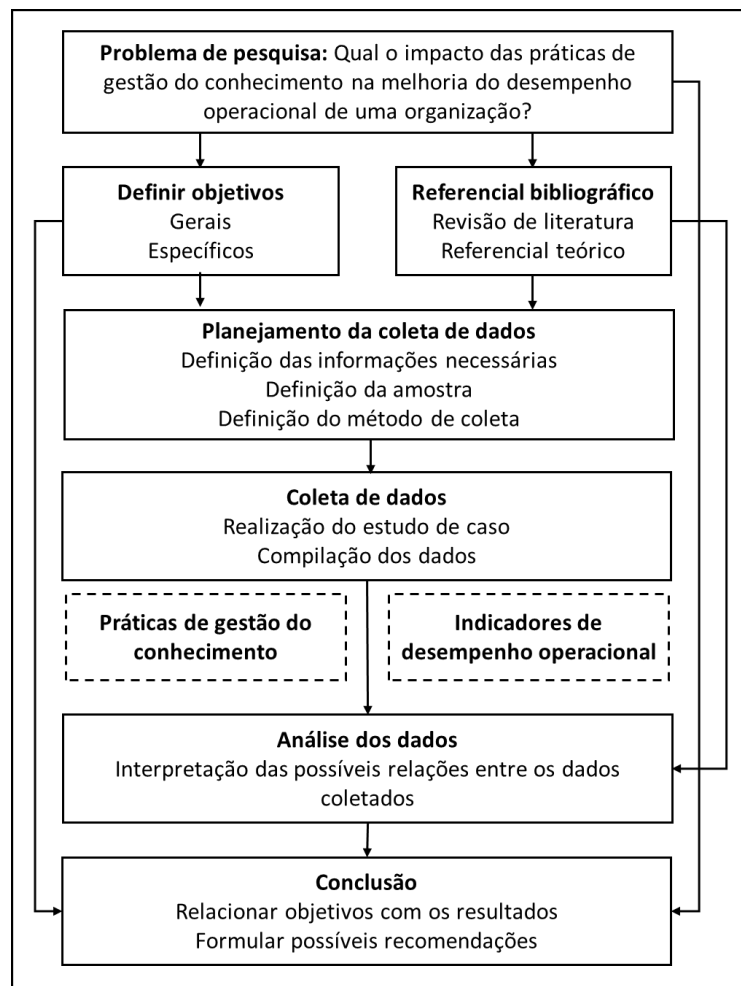 Problema de pesquisa: Qual o impacto das práticas de
gestão do conhecimento na melhoria do desempenho
operacional de uma organização?
Definir objetivos
Gerais
Específicos
Referencial bibliográfico
Revisão de literatura
Referencial teórico
Planejamento da coleta de dados
Definição das informações necessárias
Definição da amostra
Definição do método de coleta
Coleta de dados
Realização do estudo de caso
Compilação dos dados
Práticas de gestão do
conhecimento
Indicadores de
desempenho operacional
Análise dos dados
Interpretação das possíveis relações entre os dados
coletados
Conclusão
Relacionar objetivos com os resultados
Formular possíveis recomendações